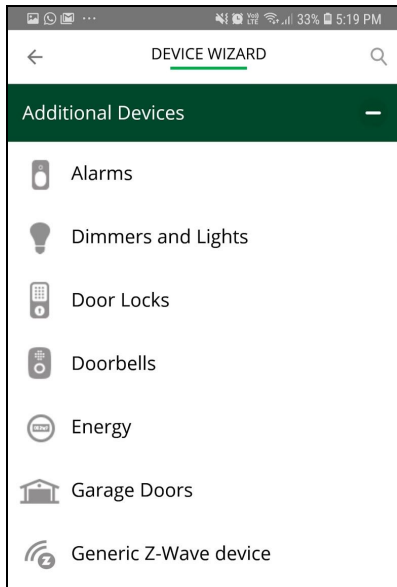 33% 5:19 PM
DEVICE WIZARD
Additional Devices
Alarms
Dimmers and Lights
Door Locks
Doorbells
Energy
Garage Doors
Generic Z-Wave device